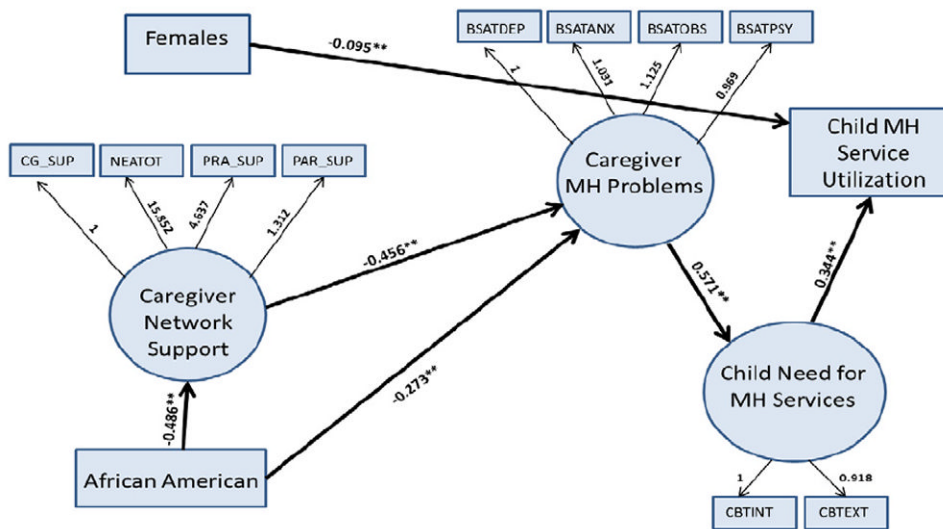 Females
-0.095**
BSATDEP
BSATANX
BSATOBS
BSATPSY
1
1.031
1.125
0.969
Child MH
Service
Utilization
CG_SUP
NEATOT
PRA_SUP
PAR_SUP
1
15.852
4.637
1.312
Caregiver
MH Problems
-0.456**
0.571**
0.344**
Caregiver
Network
Support
-0.273**
Child Need for
MH Services
-0.486**
African American
1
0.918
CBTINT
CBTEXT